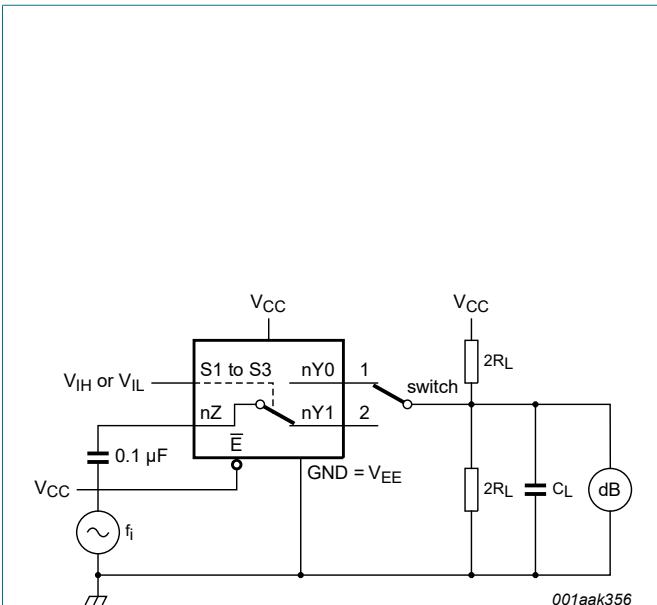 VCC
VCC
2RL
S1 to S3
nY0
1
switch
VIH or VIL
nZ
nY1
2
E̅
0.1 µF
GND = VEE
2RL
CL
dB
VCC
fi
001aak356